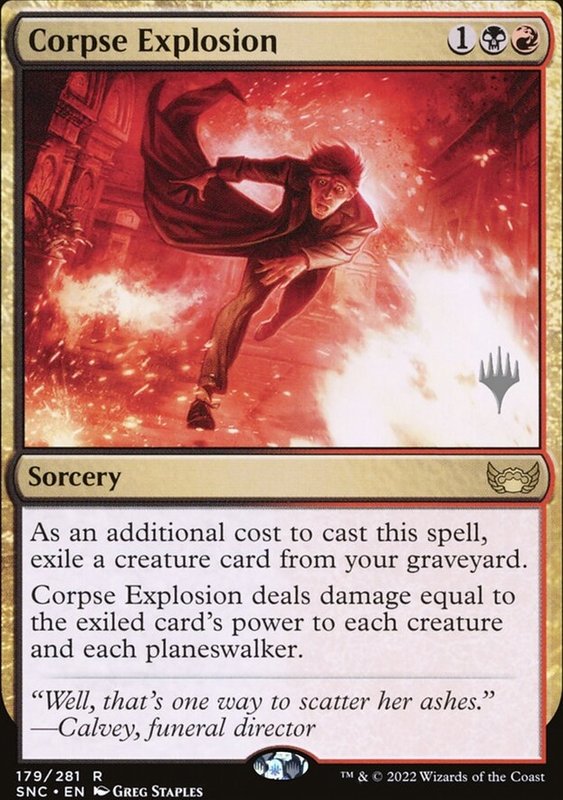 Corpse Explosion 1
Sorcery
As an additional cost to cast this spell,
exile a creature card from your graveyard.
Corpse Explosion deals damage equal to
the exiled card's power to each creature
and each planeswalker.
“Well, that's one way to scatter her ashes.”
—Calvey, funeral director
179/281 R
SNC • EN Greg Staples
™ & © 2022 Wizards of the Coast